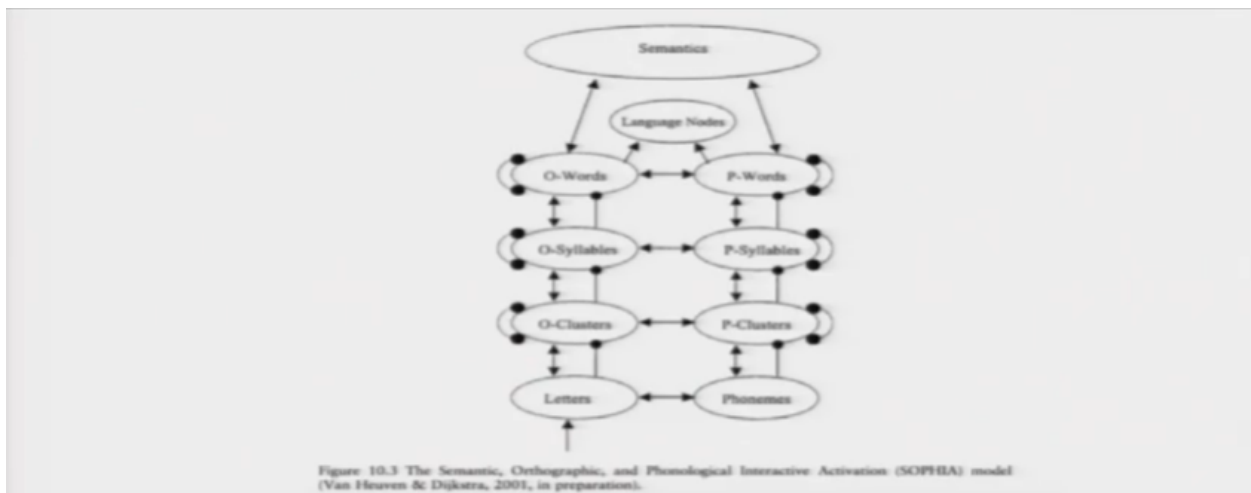 Semantics
Language Nodes
O-Words P-Words
O-Syllables P-Syllables
O-Clusters P-Clusters
Letters Phonemes
Figure 10.3 The Semantic, Orthographic, and Phonological Interactive Activation (SOPHIA) model
(Van Heuven & Dijkstra, 2001, in preparation).